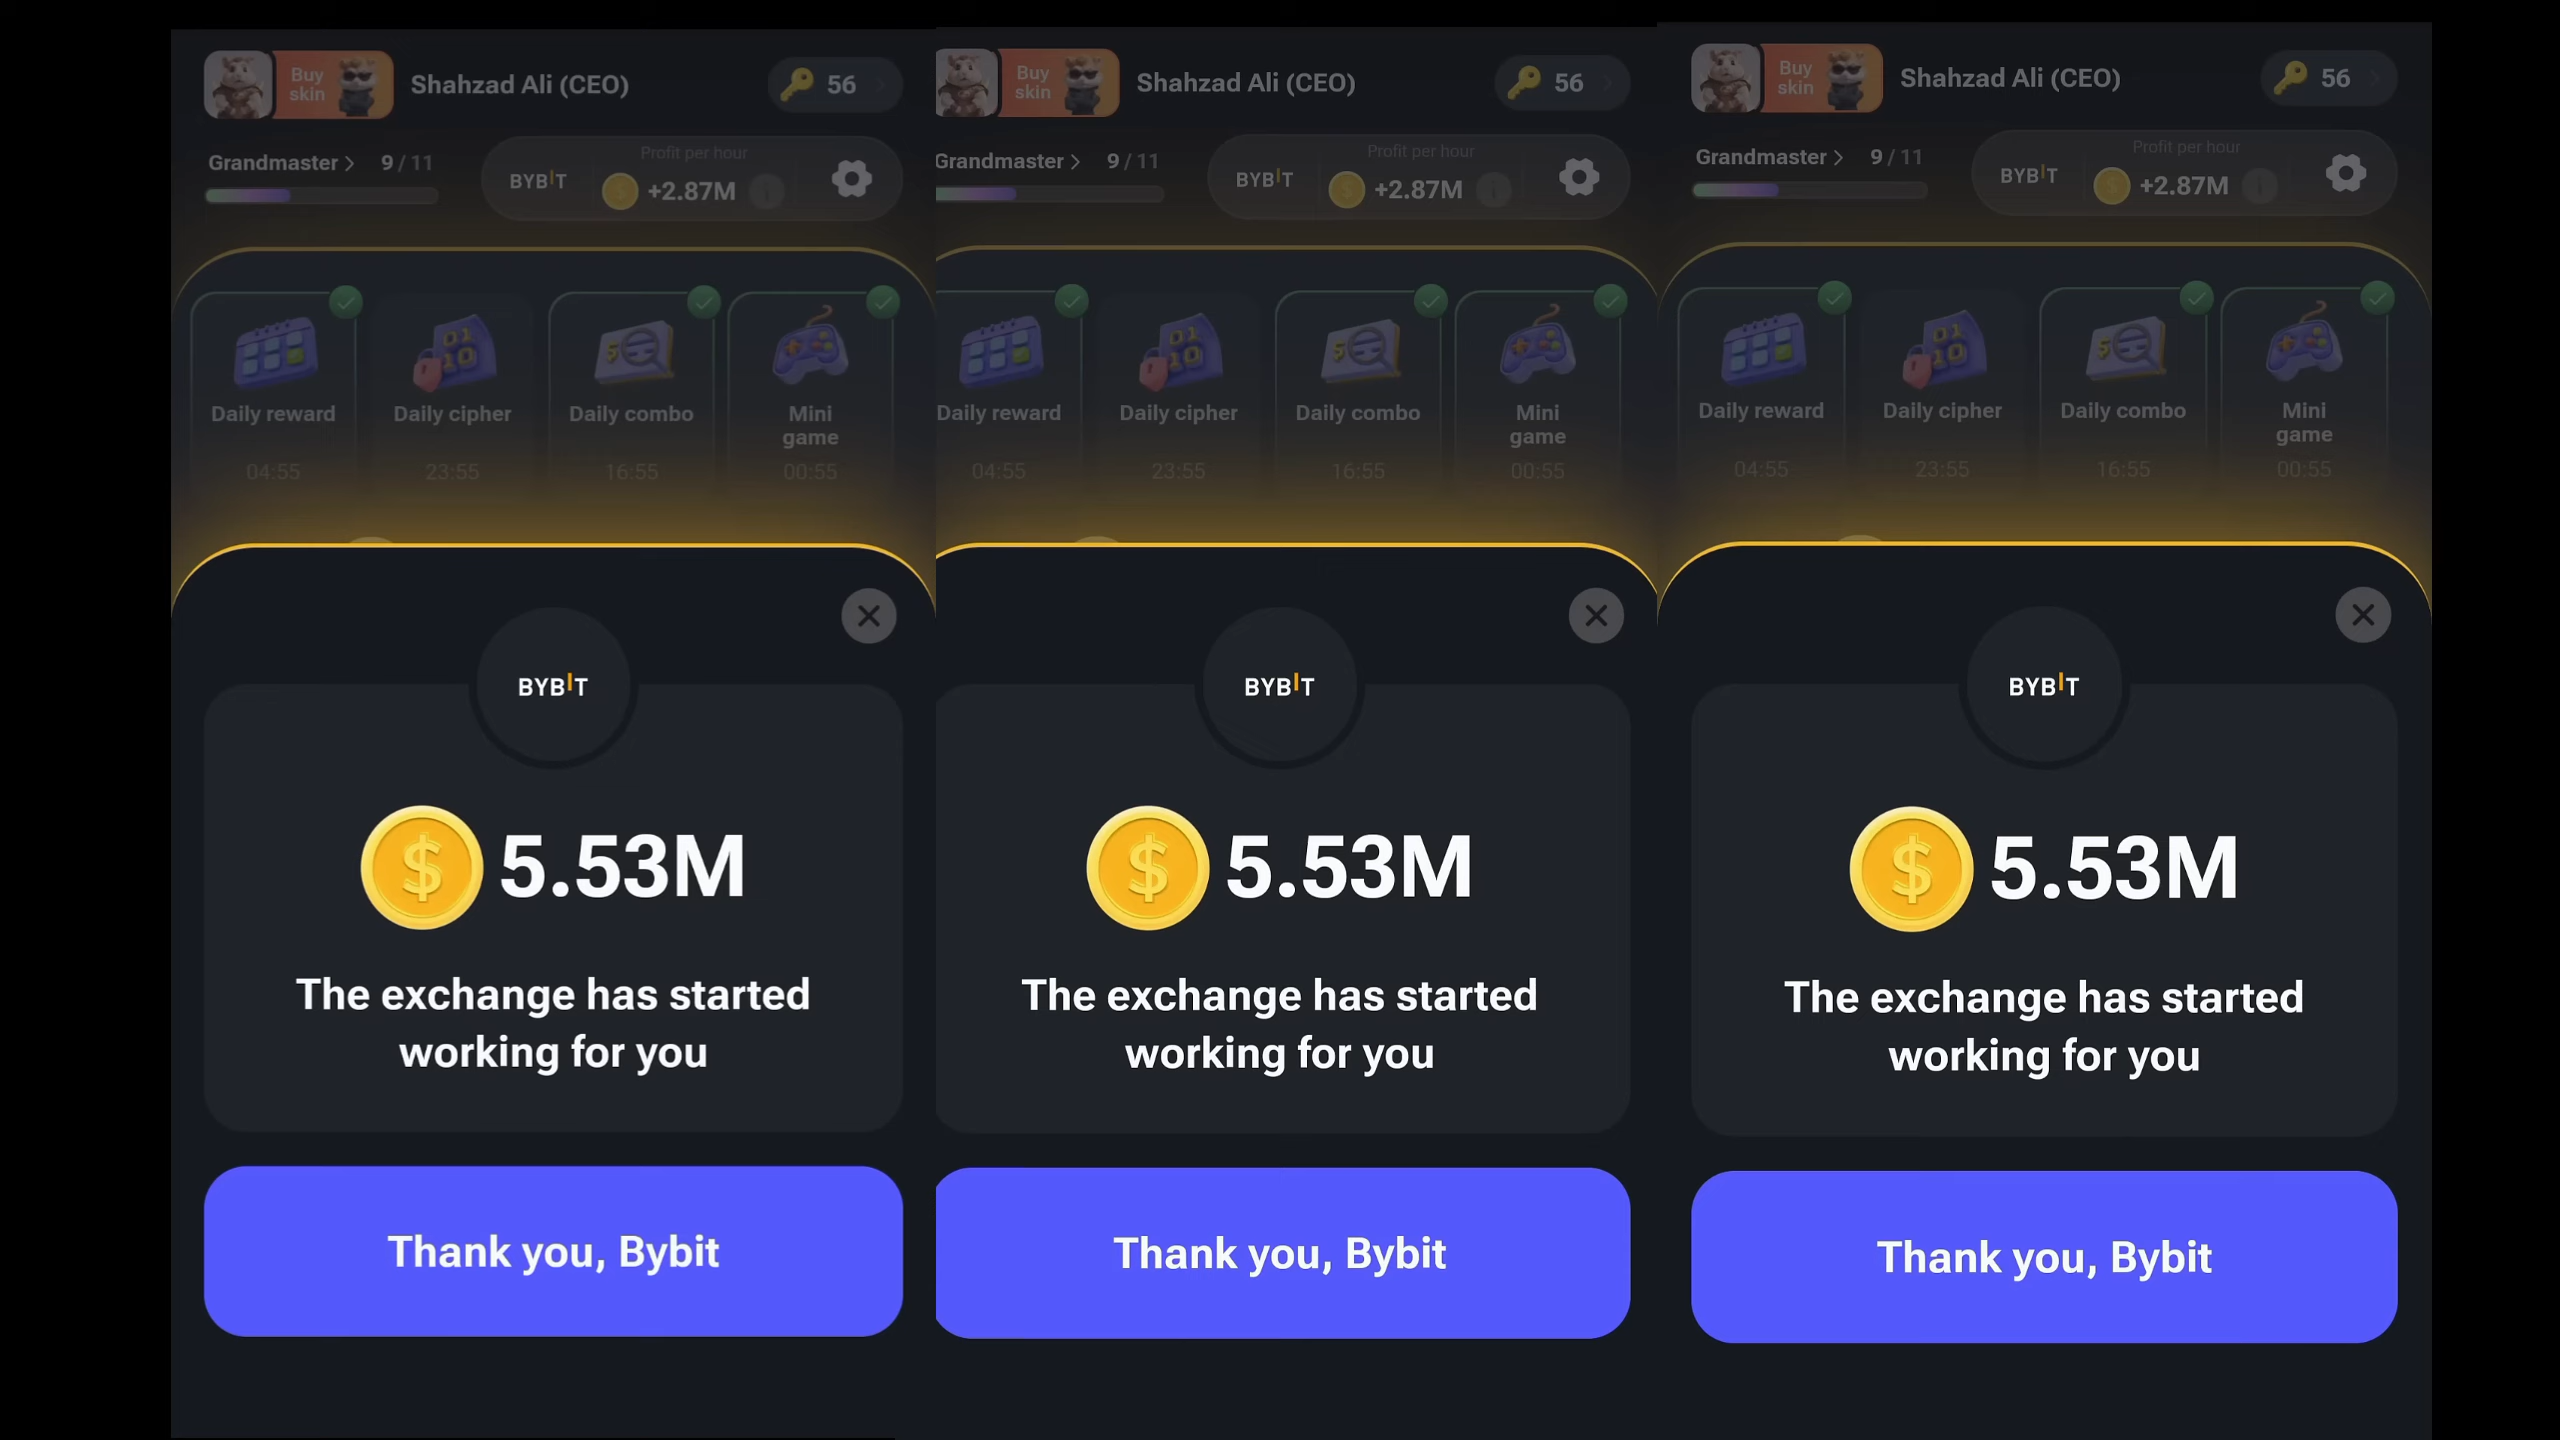 Buy
skin
Shahzad Ali (CEO)
56
Grandmaster >
9 / 11
BYBIT
Profit per hour
+2.87M
Daily reward
Daily cipher
Daily combo
Mini
game
04:55
23:55
16:55
00:55
BYBIT
$ 5.53M
The exchange has started
working for you
Thank you, Bybit
Buy
skin
Shahzad Ali (CEO)
56
Grandmaster >
9 / 11
BYBIT
Profit per hour
+2.87M
Daily reward
Daily cipher
Daily combo
Mini
game
04:55
23:55
16:55
00:55
BYBIT
$ 5.53M
The exchange has started
working for you
Thank you, Bybit
Buy
skin
Shahzad Ali (CEO)
56
Grandmaster >
9 / 11
BYBIT
Profit per hour
+2.87M
Daily reward
Daily cipher
Daily combo
Mini
game
04:55
23:55
16:55
00:55
BYBIT
$ 5.53M
The exchange has started
working for you
Thank you, Bybit